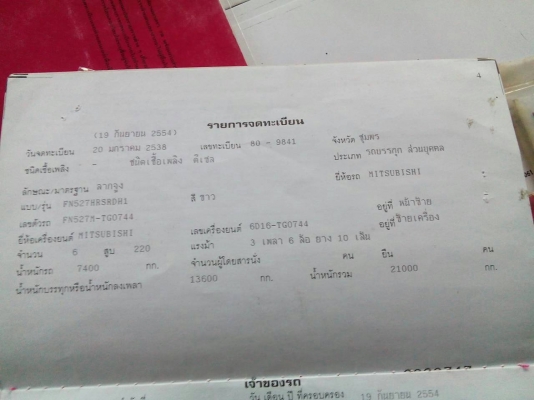 รายการจดทะเบียน
(19 กันยายน 2554)
วันจดทะเบียน 20 มกราคม 2538 เลขทะเบียน 80 - 9841 จังหวัด ชุมพร
ชนิดเชื้อเพลิง - ชนิดเชื้อเพลิง ดีเซล ประเภท รถบรรทุก ส่วนบุคคล
ลักษณะ/มาตรฐาน ลากจูง ยี่ห้อรถ MITSUBISHI
แบบ/รุ่น FN527MRSRDH1 สี ขาว
เลขตัวรถ FN527M-TG0744 อยู่ที่ หน้าซ้าย
ยี่ห้อเครื่องยนต์ MITSUBISHI เลขเครื่องยนต์ 6D16-TG0744 อยู่ที่ ซ้ายเครื่อง
จำนวน 6 สูบ 220 แรงม้า 3 เพลา 6 ล้อ ยาง 10 เส้น
น้ำหนักรถ 7400 กก. จำนวนผู้โดยสารนั่ง คน ยืน คน
น้ำหนักบรรทุกหรือน้ำหนักลงเพลา 13600 กก. น้ำหนักรวม 21000 กก.
เจ้าของรถ
วัน เดือน ปี ที่ครอบครอง 19 กันยายน 2554